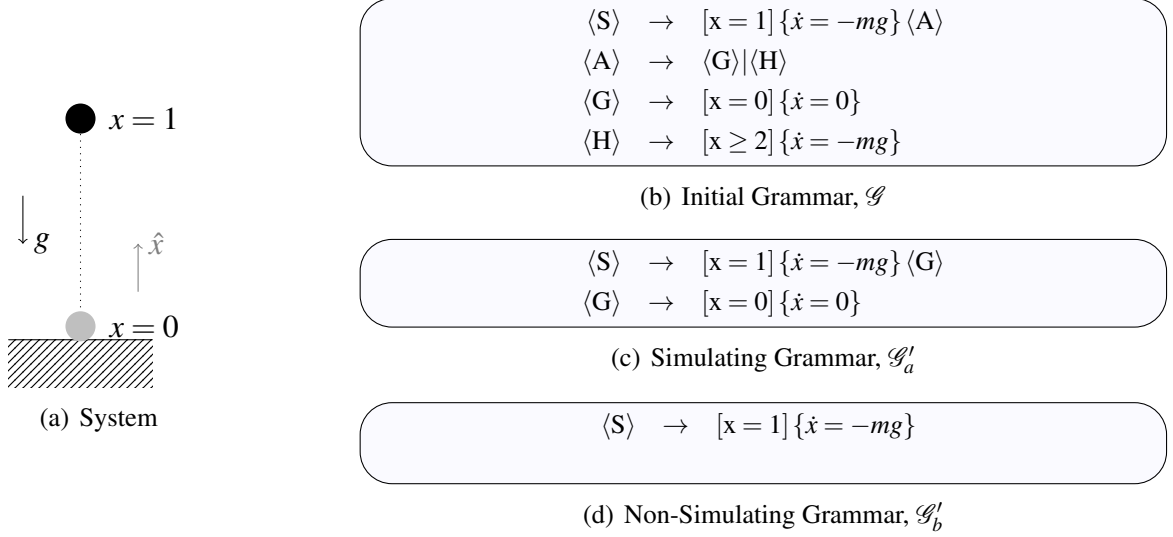 x = 1
g
x̂
x = 0
(a) System
⟨S⟩ → [x = 1] {ẋ = −mg} ⟨A⟩
⟨A⟩ → ⟨G⟩|⟨H⟩
⟨G⟩ → [x = 0] {ẋ = 0}
⟨H⟩ → [x ≥ 2] {ẋ = −mg}
(b) Initial Grammar, 𝒢
⟨S⟩ → [x = 1] {ẋ = −mg} ⟨G⟩
⟨G⟩ → [x = 0] {ẋ = 0}
(c) Simulating Grammar, 𝒢′ₐ
⟨S⟩ → [x = 1] {ẋ = −mg}
(d) Non-Simulating Grammar, 𝒢′_b